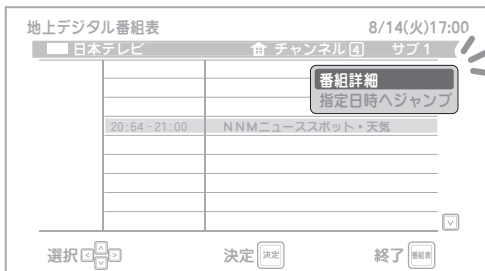 地上デジタル番組表 8/14(火)17:00
日本テレビ チャンネル4 サブ1
番組詳細
指定日時へジャンプ
20:54-21:00 NNMニューススポット・天気
選択 決定 決定 終了 番組表